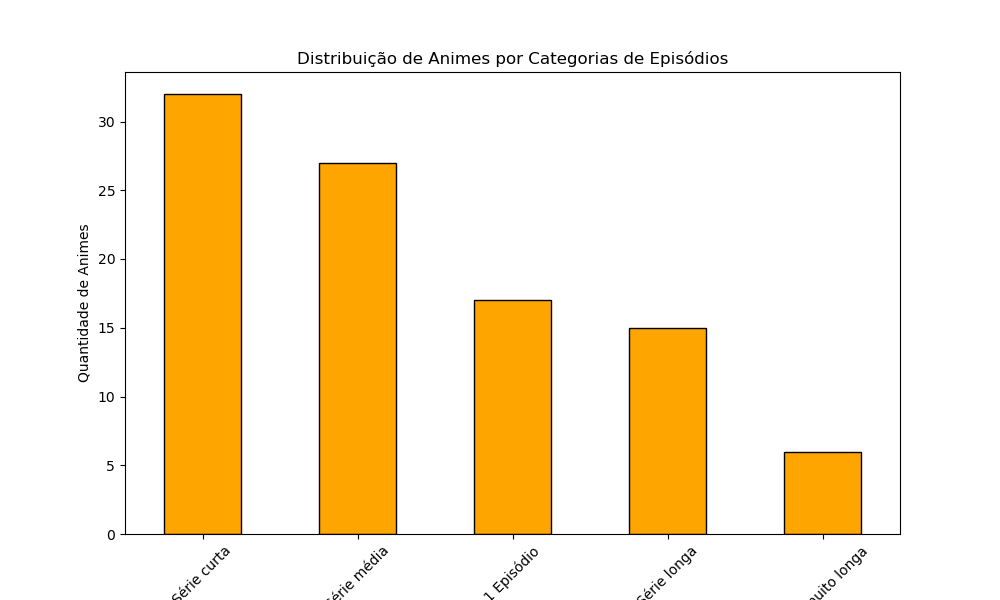 Distribuição de Animes por Categorias de Episódios
Quantidade de Animes
30
25
20
15
10
5
0
Série curta
érie média
1 Episódio
Série longa
longa